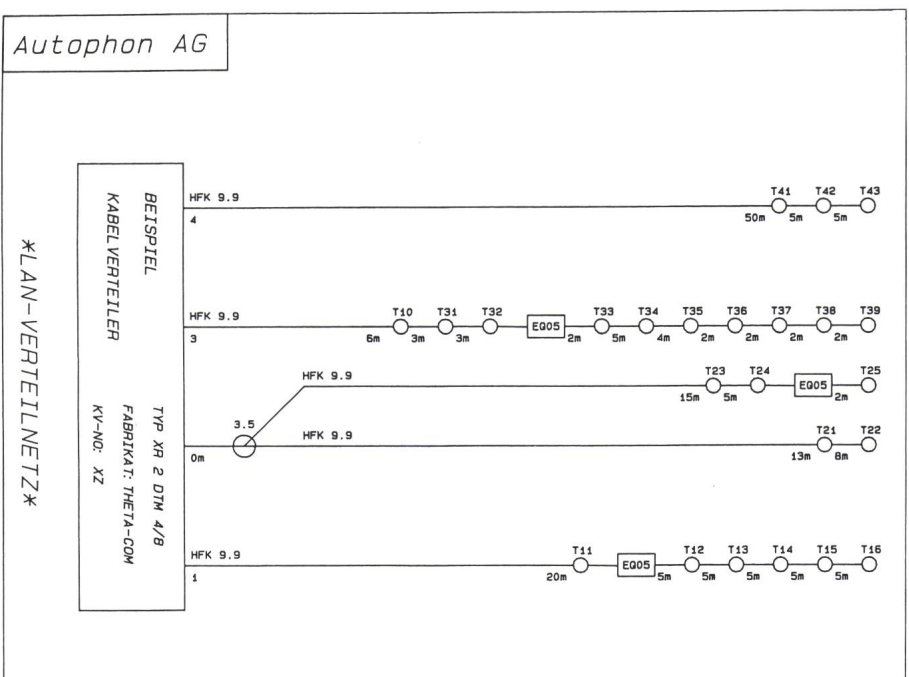 Autophon AG
*LAN-VERTEILNETZ*
BEISPIEL
KABELVERTEILER
TYP XR 2 DTM 4/8
FABRIKAT: THETA-COM
KV-NO: XZ
HFK 9.9
4
T41 T42 T43
50m 5m 5m
HFK 9.9
3
T10 T31 T32 EQ05 T33 T34 T35 T36 T37 T38 T39
6m 3m 3m 2m 5m 4m 2m 2m 2m 2m
HFK 9.9
T23 T24 EQ05 T25
15m 5m 2m
3.5
0m
HFK 9.9
T21 T22
13m 8m
HFK 9.9
1
T11 EQ05 T12 T13 T14 T15 T16
20m 5m 5m 5m 5m 5m